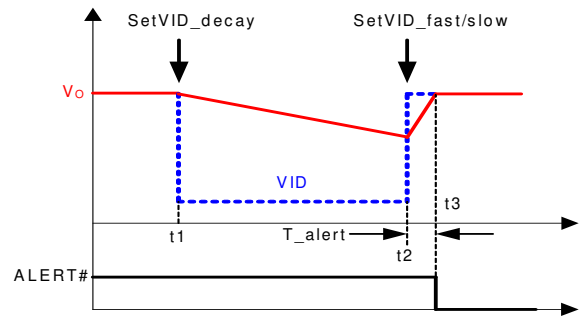 SetVID_decay
SetVID_fast/slow
Vo
VID
t3
t1
T_alert
t2
ALERT#